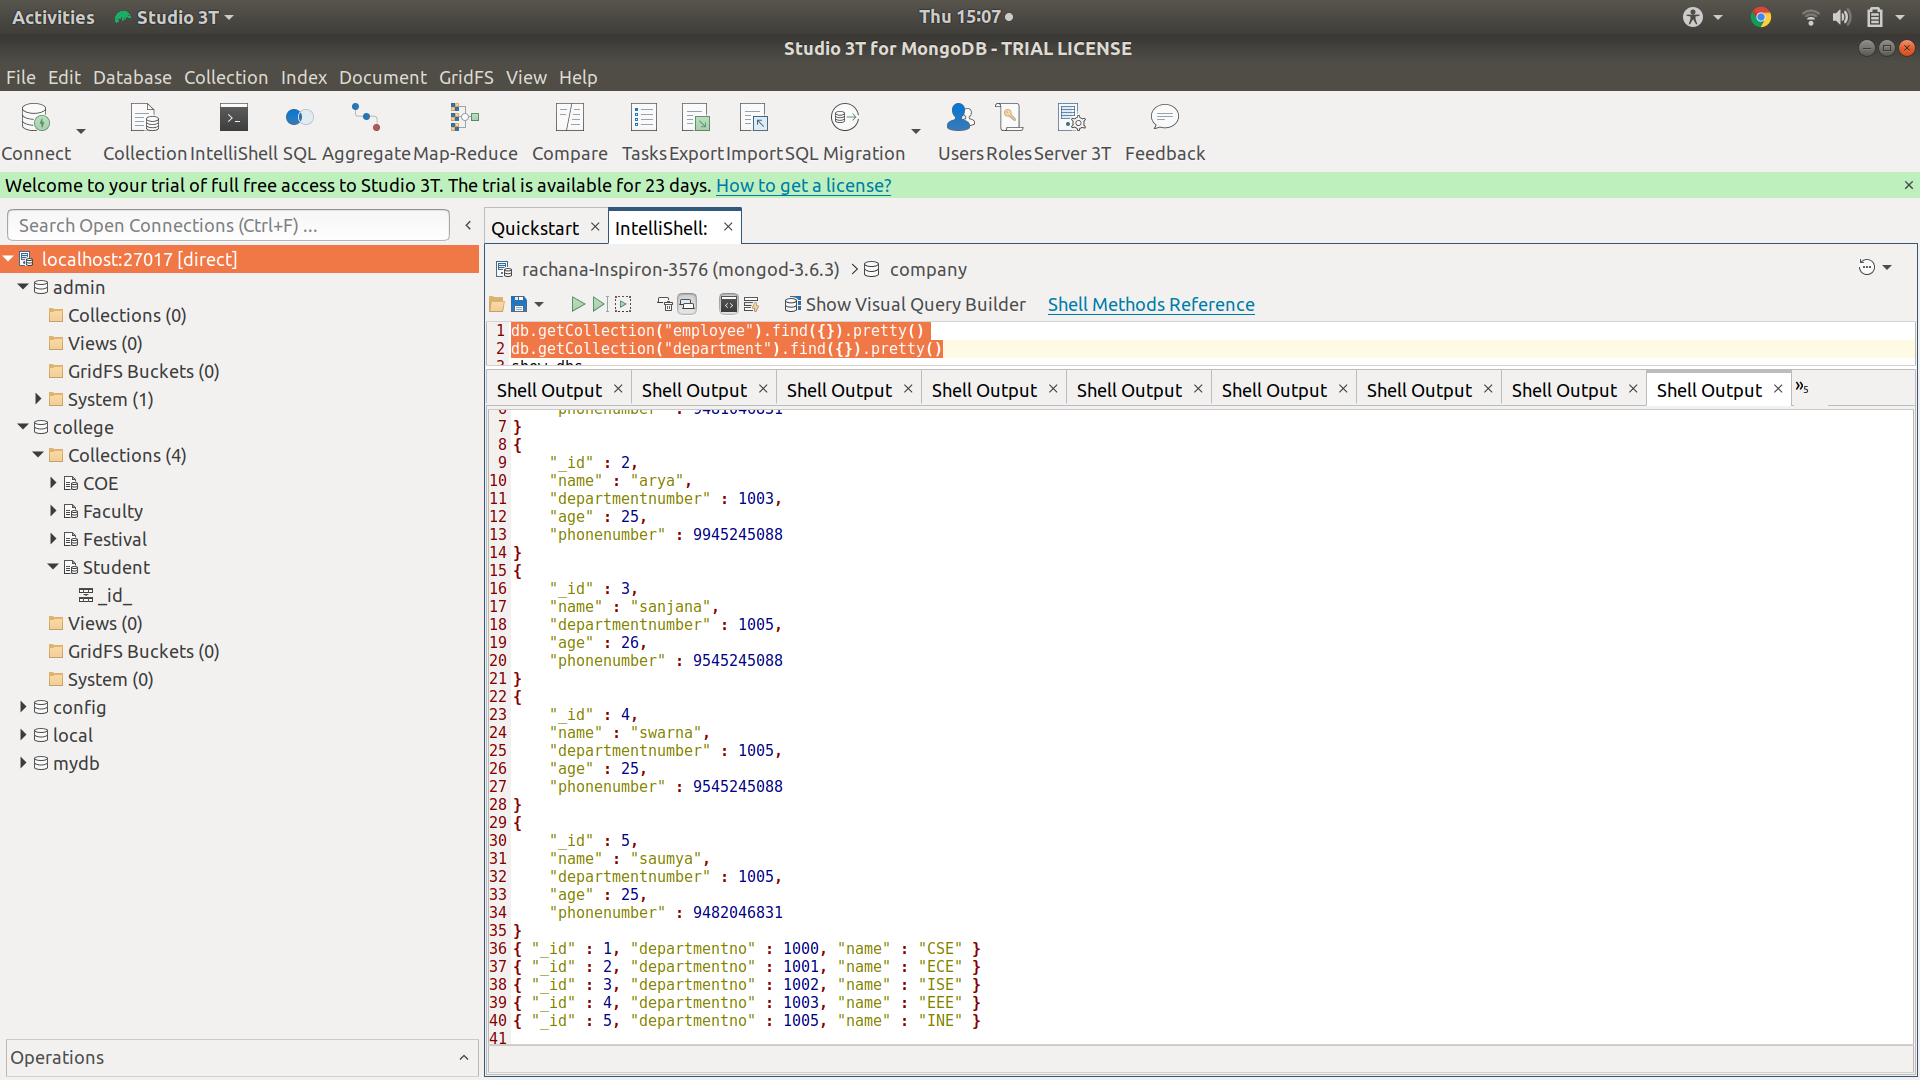 Activities Studio 3T Thu 15:07
Studio 3T for MongoDB - TRIAL LICENSE
File Edit Database Collection Index Document GridFS View Help
Connect Collection IntelliShell SQL Aggregate Map-Reduce Compare Tasks Export Import SQL Migration Users Roles Server 3T Feedback
Welcome to your trial of full free access to Studio 3T. The trial is available for 23 days. How to get a license?
Search Open Connections (Ctrl+F) ...
localhost:27017 [direct]
admin
Collections (0)
Views (0)
GridFS Buckets (0)
System (1)
college
Collections (4)
COE
Faculty
Festival
Student
_id_
Views (0)
GridFS Buckets (0)
System (0)
config
local
mydb
Operations
Quickstart IntelliShell:
rachana-Inspiron-3576 (mongod-3.6.3) > company
Show Visual Query Builder Shell Methods Reference
1 db.getCollection("employee").find({}).pretty()
2 db.getCollection("department").find({}).pretty()
3 show dbs
Shell Output Shell Output Shell Output Shell Output Shell Output Shell Output Shell Output Shell Output Shell Output »5
6 "phonenumber" : 9481046831
7 }
8 {
9 "_id" : 2,
10 "name" : "arya",
11 "departmentnumber" : 1003,
12 "age" : 25,
13 "phonenumber" : 9945245088
14 }
15 {
16 "_id" : 3,
17 "name" : "sanjana",
18 "departmentnumber" : 1005,
19 "age" : 26,
20 "phonenumber" : 9545245088
21 }
22 {
23 "_id" : 4,
24 "name" : "swarna",
25 "departmentnumber" : 1005,
26 "age" : 25,
27 "phonenumber" : 9545245088
28 }
29 {
30 "_id" : 5,
31 "name" : "saumya",
32 "departmentnumber" : 1005,
33 "age" : 25,
34 "phonenumber" : 9482046831
35 }
36 { "_id" : 1, "departmentno" : 1000, "name" : "CSE" }
37 { "_id" : 2, "departmentno" : 1001, "name" : "ECE" }
38 { "_id" : 3, "departmentno" : 1002, "name" : "ISE" }
39 { "_id" : 4, "departmentno" : 1003, "name" : "EEE" }
40 { "_id" : 5, "departmentno" : 1005, "name" : "INE" }
41